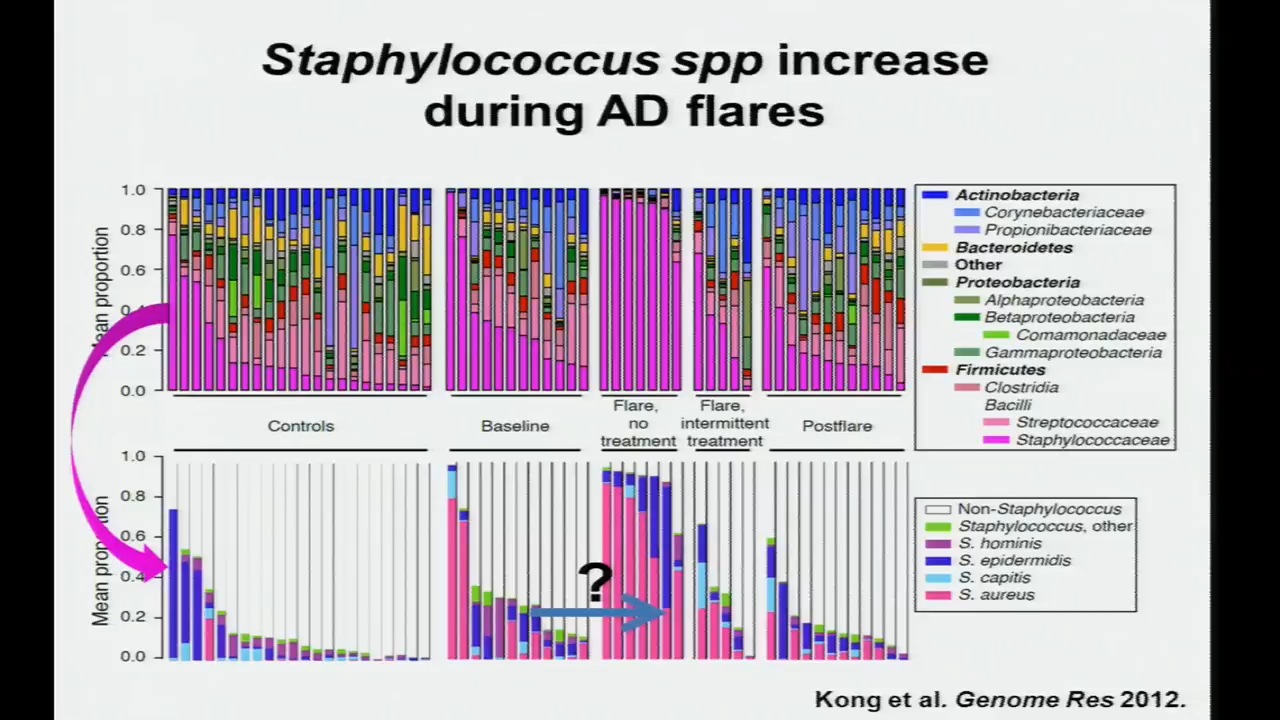 Staphylococcus spp increase
during AD flares
Mean proportion
1.0
0.8
0.6
0.4
0.2
0.0
Controls
Baseline
Flare,
no
treatment
Flare,
intermittent
treatment
Postflare
Actinobacteria
Corynebacteriaceae
Propionibacteriaceae
Bacteroidetes
Other
Proteobacteria
Alphaproteobacteria
Betaproteobacteria
Comamonadaceae
Gammaproteobacteria
Firmicutes
Clostridia
Bacilli
Streptococcaceae
Staphylococcaceae
Mean proportion
1.0
0.8
0.6
0.4
0.2
0.0
?
Non-Staphylococcus
Staphylococcus, other
S. hominis
S. epidermidis
S. capitis
S. aureus
Kong et al. Genome Res 2012.